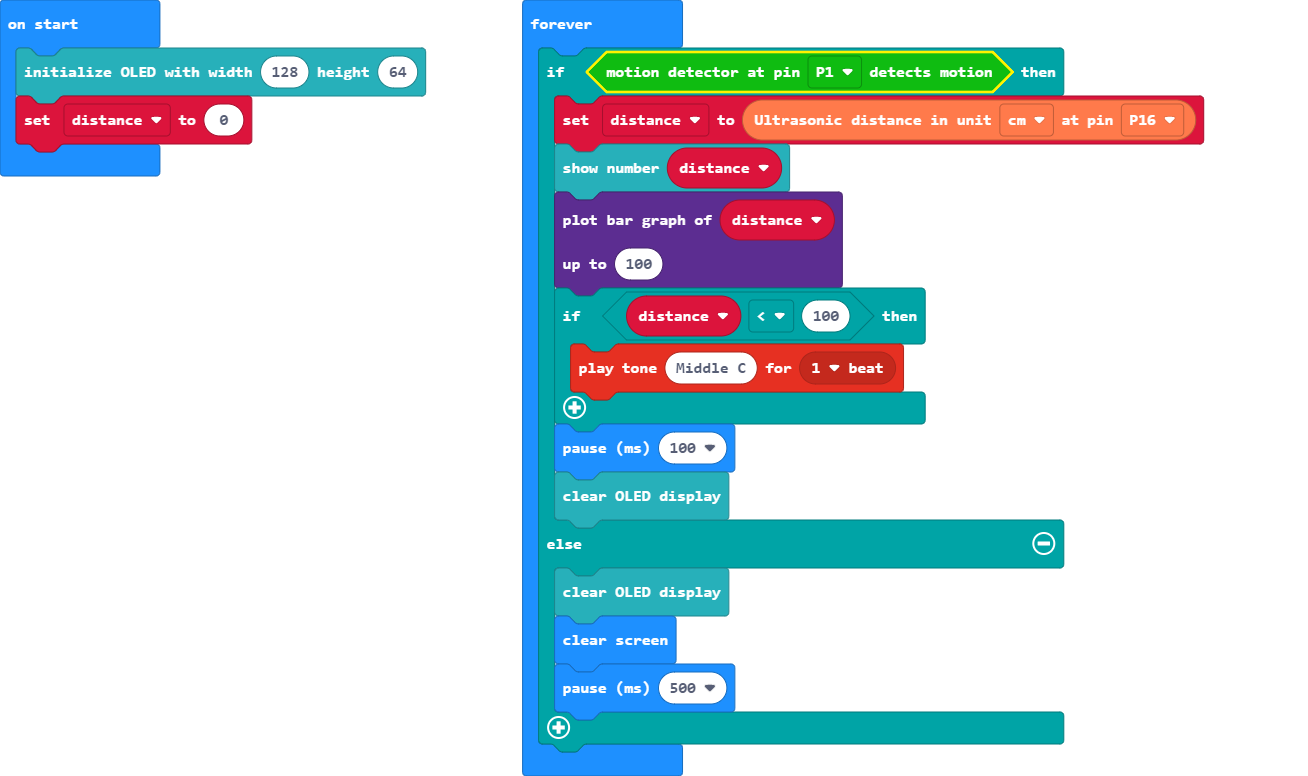 on start
initialize OLED with width 128 height 64
set distance to 0
forever
if motion detector at pin P1 detects motion then
set distance to Ultrasonic distance in unit cm at pin P16
show number distance
plot bar graph of distance
up to 100
if distance < 100 then
play tone Middle C for 1 beat
pause (ms) 100
clear OLED display
else
clear OLED display
clear screen
pause (ms) 500